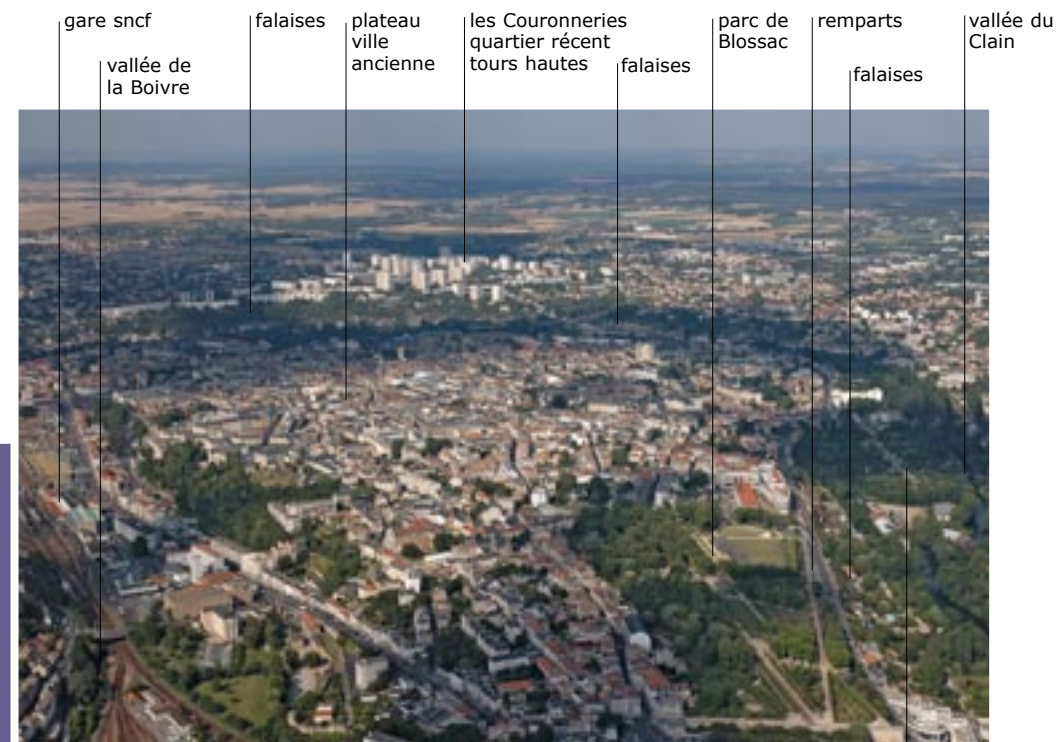 gare sncf
vallée de
la Boivre
falaises
plateau
ville
ancienne
les Couronneries
quartier récent
tours hautes
falaises
parc de
Blossac
remparts
falaises
vallée du
Clain